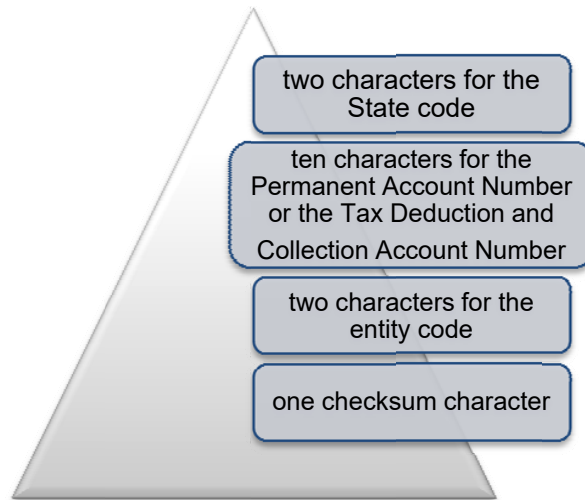 two characters for the
State code
ten characters for the
Permanent Account Number
or the Tax Deduction and
Collection Account Number
two characters for the
entity code
one checksum character